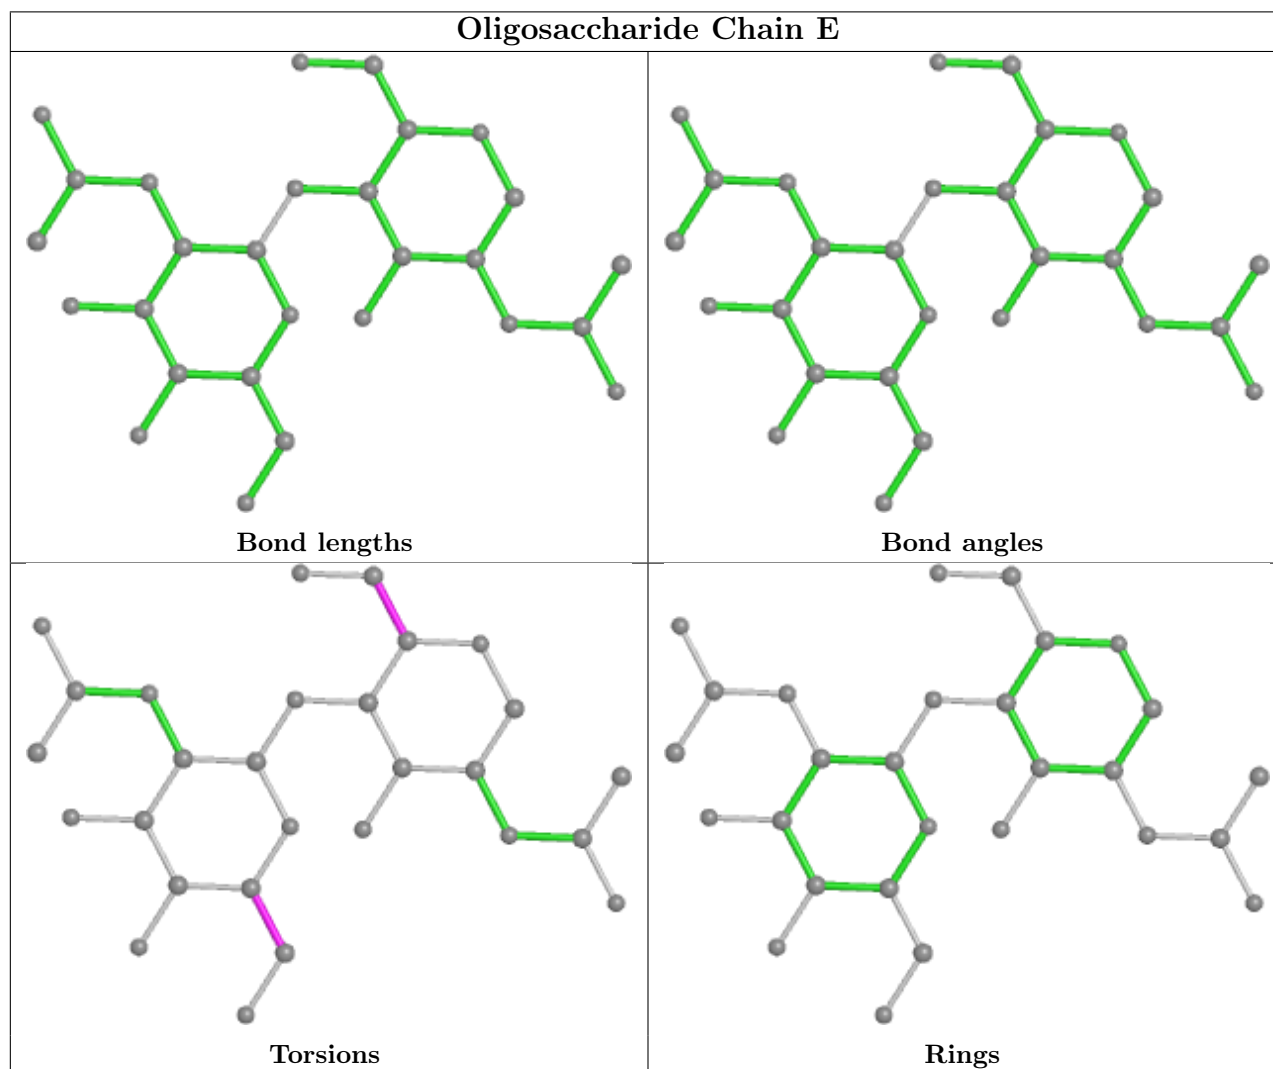 Oligosaccharide Chain E
Bond lengths
Bond angles
Torsions
Rings